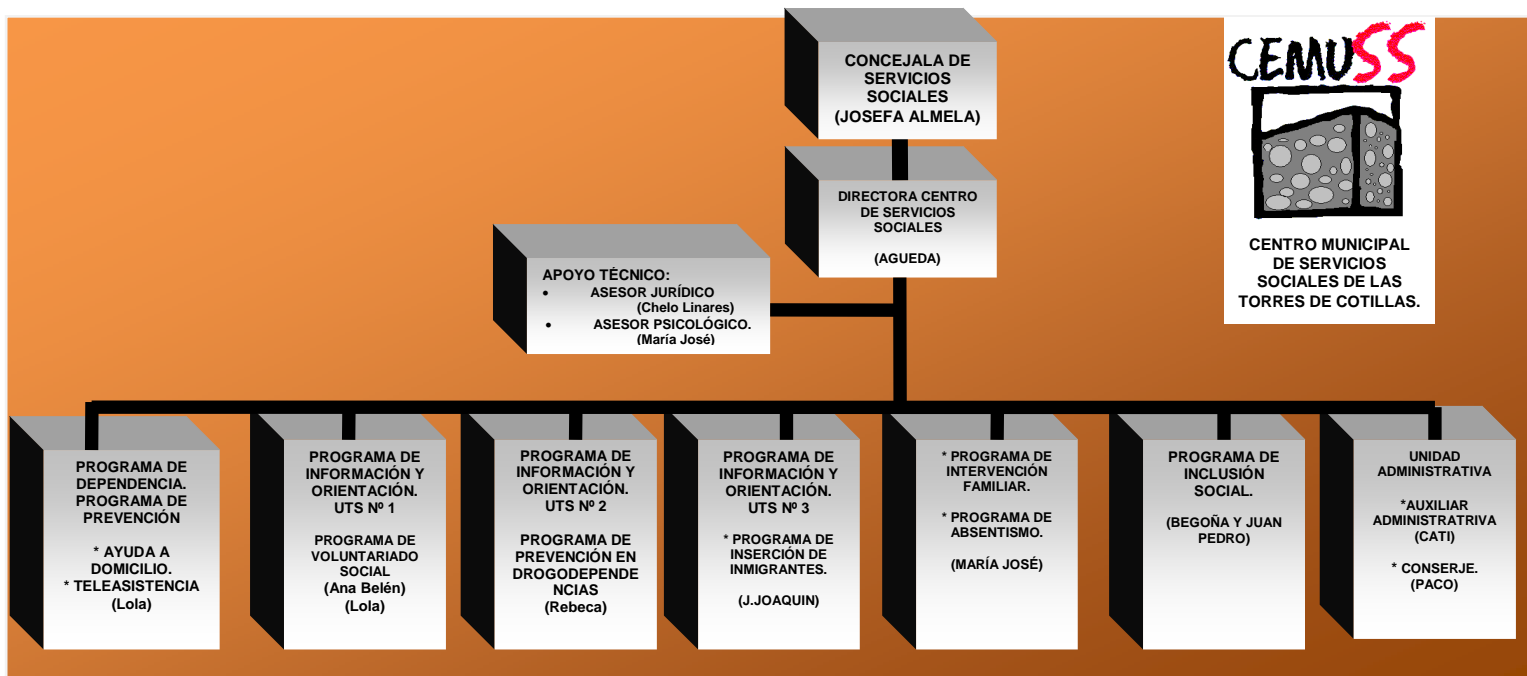 CONCEJALA DE
SERVICIOS
SOCIALES
(JOSEFA ALMELA)
CEMUSS
CENTRO MUNICIPAL
DE SERVICIOS
SOCIALES DE LAS
TORRES DE COTILLAS.
DIRECTORA CENTRO
DE SERVICIOS
SOCIALES
(AGUEDA)
APOYO TÉCNICO:
• ASESOR JURÍDICO
(Chelo Linares)
• ASESOR PSICOLÓGICO.
(María José)
PROGRAMA DE
DEPENDENCIA.
PROGRAMA DE
PREVENCIÓN
* AYUDA A
DOMICILIO.
* TELEASISTENCIA
(Lola)
PROGRAMA DE
INFORMACIÓN Y
ORIENTACIÓN.
UTS Nº 1
PROGRAMA DE
VOLUNTARIADO
SOCIAL
(Ana Belén)
(Lola)
PROGRAMA DE
INFORMACIÓN Y
ORIENTACIÓN.
UTS Nº 2
PROGRAMA DE
PREVENCIÓN EN
DROGODEPENDE
NCIAS
(Rebeca)
PROGRAMA DE
INFORMACIÓN Y
ORIENTACIÓN.
UTS Nº 3
* PROGRAMA DE
INSERCIÓN DE
INMIGRANTES.
(J.JOAQUIN)
* PROGRAMA DE
INTERVENCIÓN
FAMILIAR.
* PROGRAMA DE
ABSENTISMO.
(MARÍA JOSÉ)
PROGRAMA DE
INCLUSIÓN
SOCIAL.
(BEGOÑA Y JUAN
PEDRO)
UNIDAD
ADMINISTRATIVA
*AUXILIAR
ADMINISTRATRIVA
(CATI)
* CONSERJE.
(PACO)